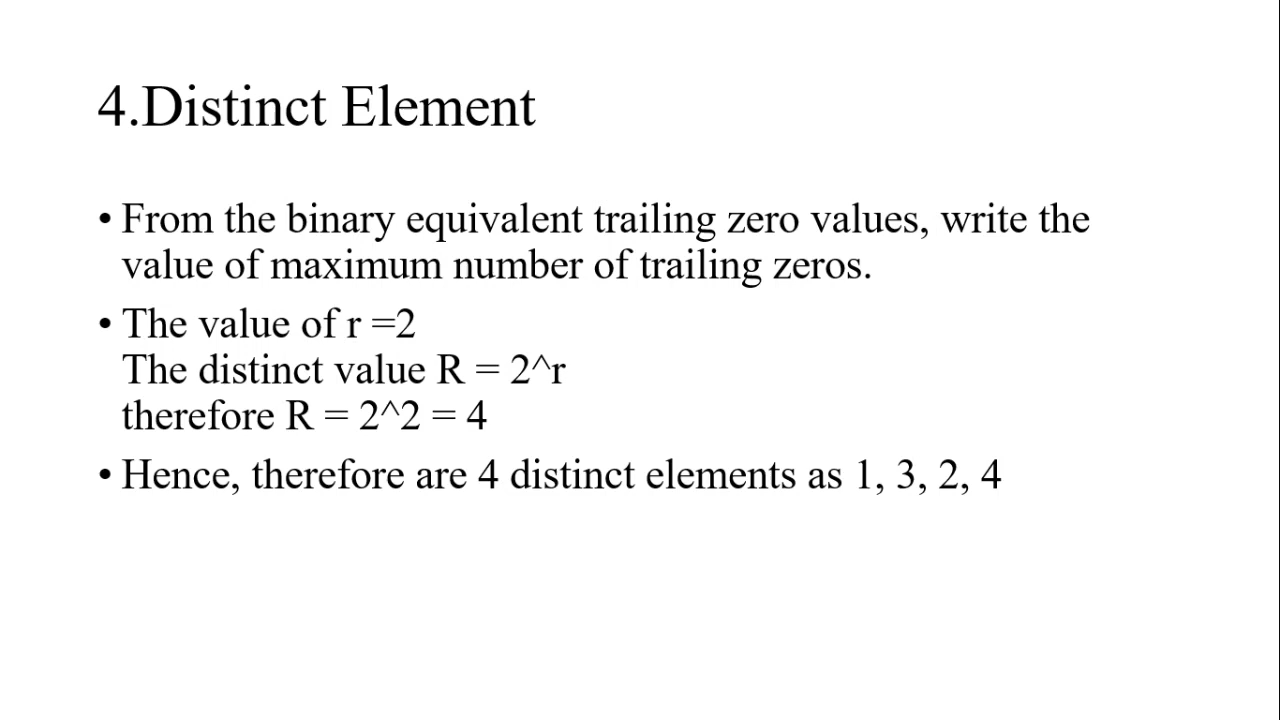 4.Distinct Element
• From the binary equivalent trailing zero values, write the
value of maximum number of trailing zeros.
• The value of r =2
The distinct value R = 2^r
therefore R = 2^2 = 4
• Hence, therefore are 4 distinct elements as 1, 3, 2, 4